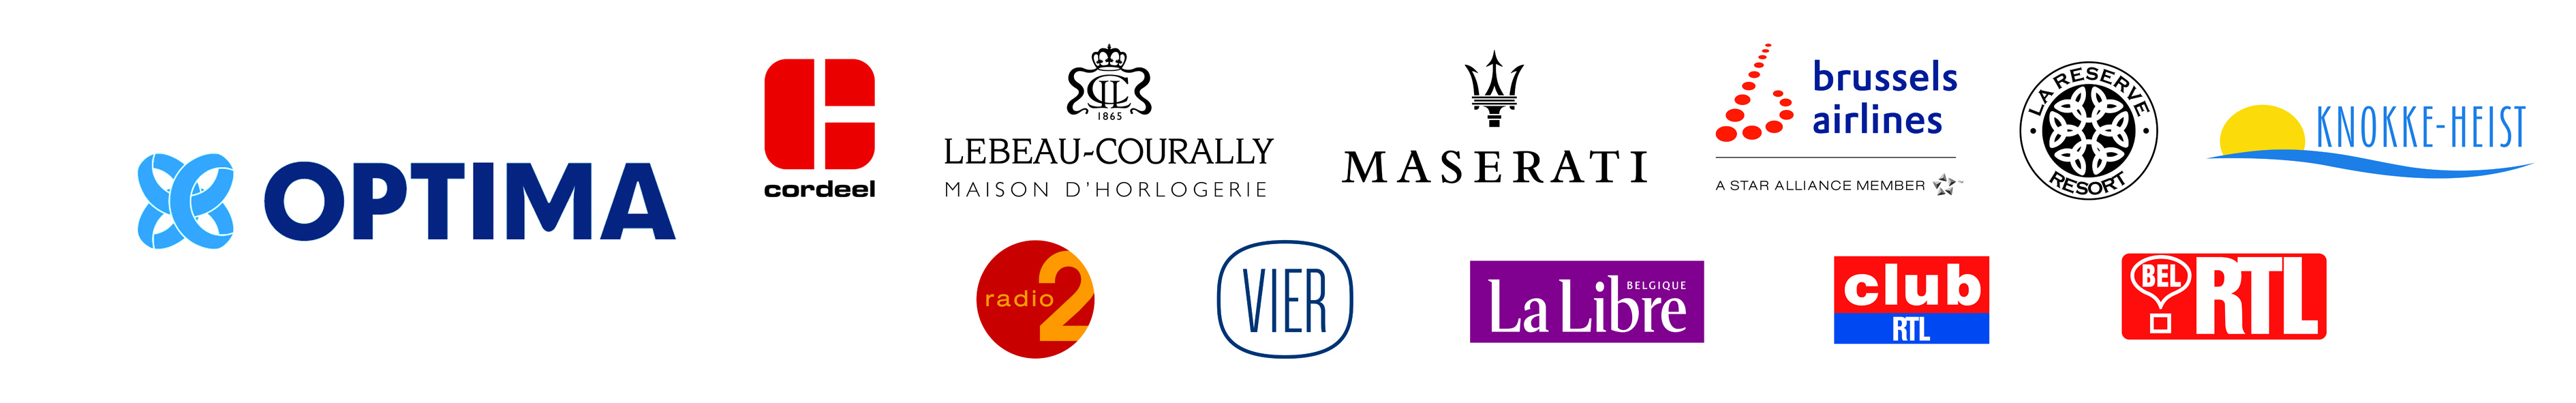 OPTIMA
cordeel
CLL
1865
LEBEAU-COURALLY
MAISON D'HORLOGERIE
MASERATI
brussels
airlines
A STAR ALLIANCE MEMBER
LA RESERVE
RESORT
KNOKKE-HEIST
radio 2
VIER
La Libre
BELGIQUE
club
RTL
BEL
RTL